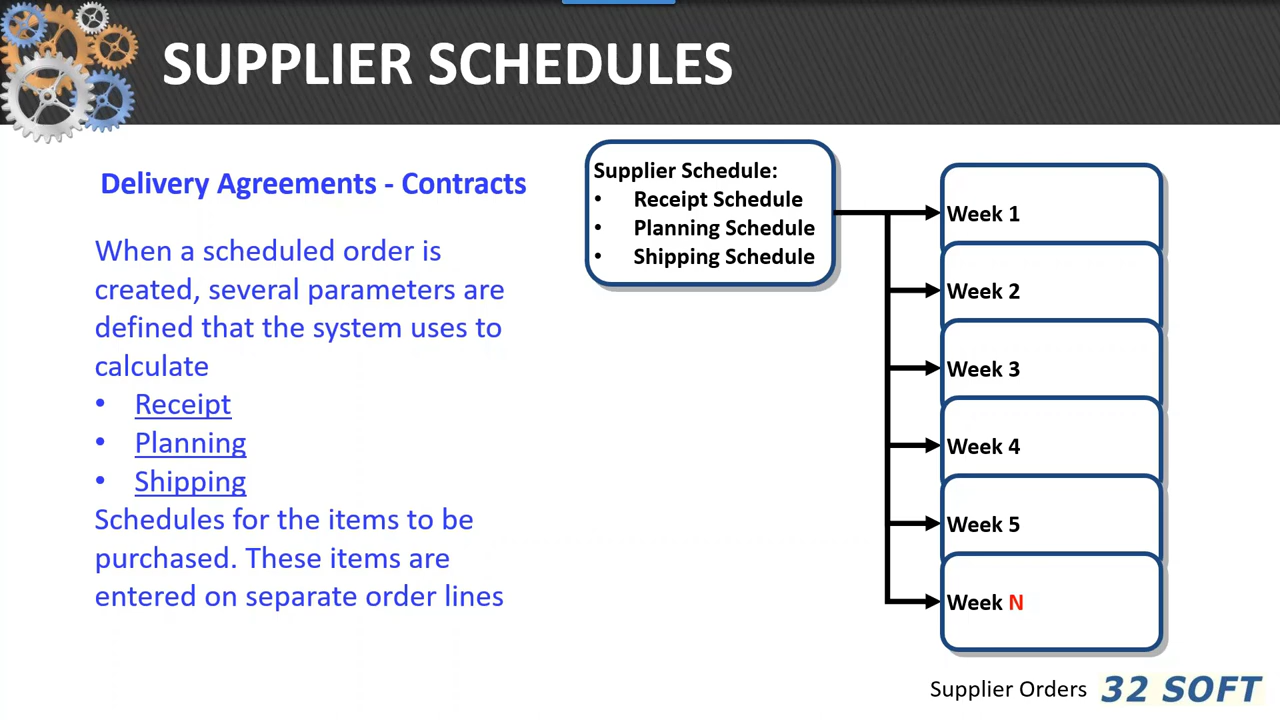 SUPPLIER SCHEDULES
Delivery Agreements - Contracts
When a scheduled order is
created, several parameters are
defined that the system uses to
calculate
• Receipt
• Planning
• Shipping
Schedules for the items to be
purchased. These items are
entered on separate order lines
Supplier Schedule:
• Receipt Schedule
• Planning Schedule
• Shipping Schedule
Week 1
Week 2
Week 3
Week 4
Week 5
Week N
Supplier Orders
32 SOFT